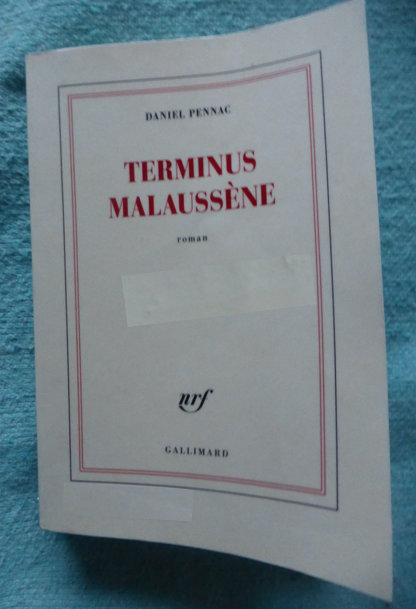 DANIEL PENNAC
TERMINUS
MALAUSSÈNE
roman
nrf
GALLIMARD